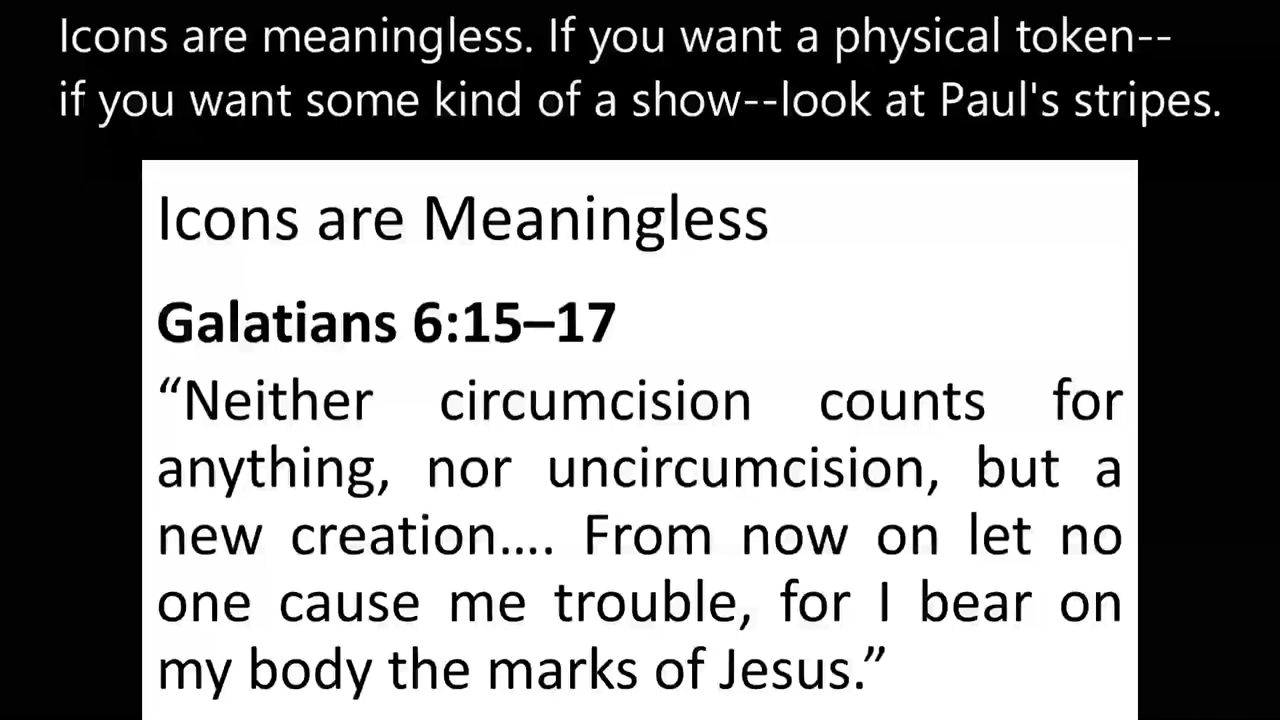 Icons are meaningless. If you want a physical token--
if you want some kind of a show--look at Paul's stripes.
Icons are Meaningless
Galatians 6:15–17
“Neither circumcision counts for
anything, nor uncircumcision, but a
new creation…. From now on let no
one cause me trouble, for I bear on
my body the marks of Jesus.”